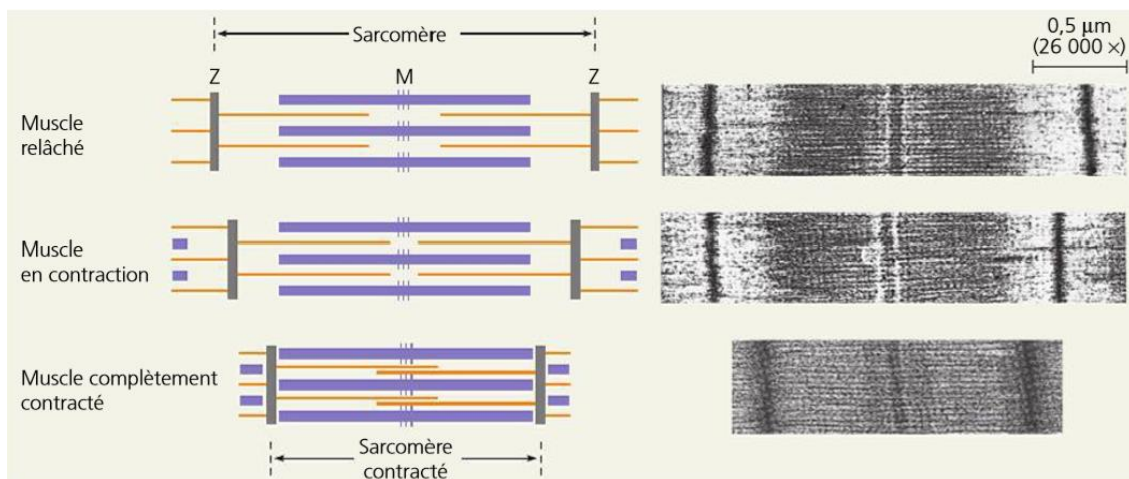 Sarcomère
0,5 µm
(26 000 ×)
Z M Z
Muscle
relâché
Muscle
en contraction
Muscle complètement
contracté
Sarcomère
contracté